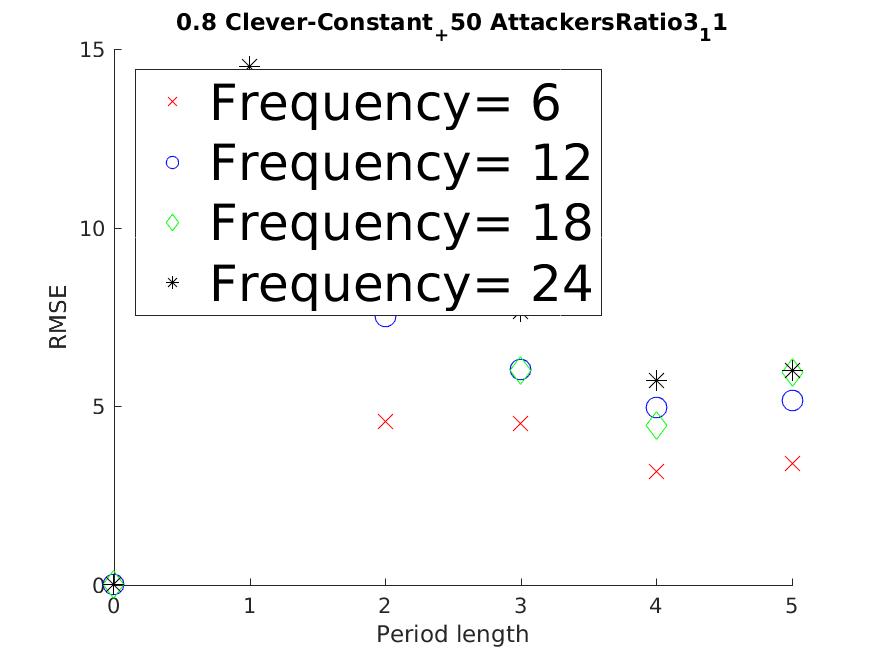 0.8 Clever-Constant+50 AttackersRatio311
15
Frequency= 6
Frequency= 12
10
Frequency= 18
Frequency= 24
RMSE
5
0
0 1 2 3 4 5
Period length